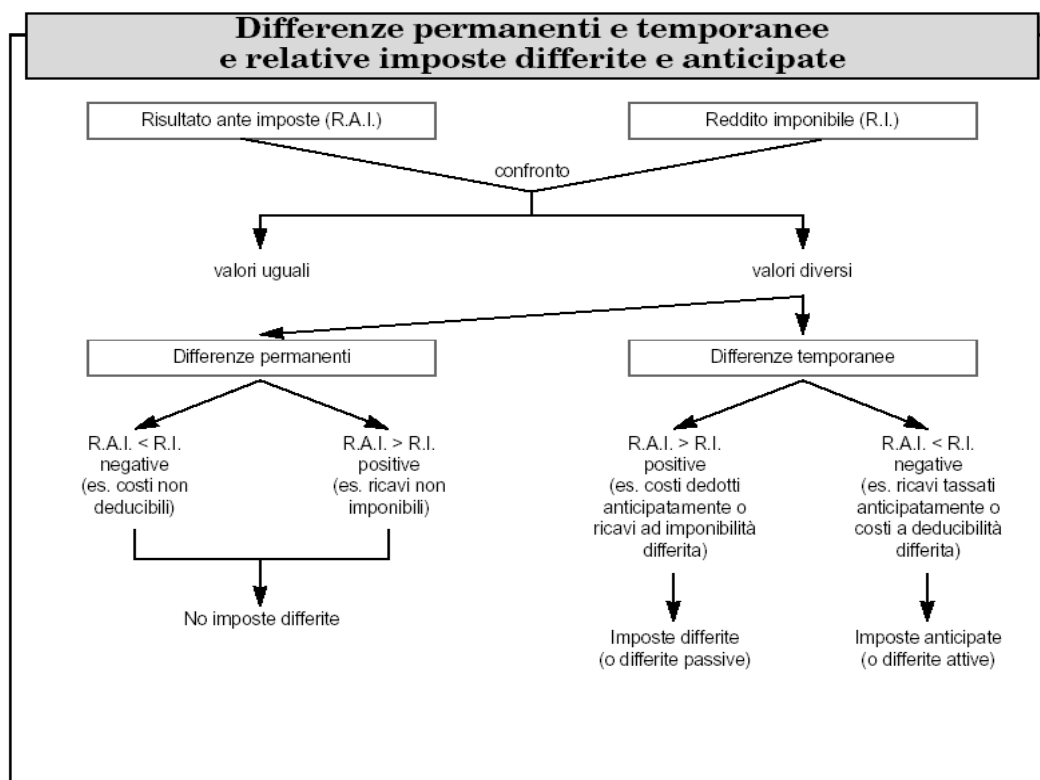 Differenze permanenti e temporanee
e relative imposte differite e anticipate
Risultato ante imposte (R.A.I.)
Reddito imponibile (R.I.)
confronto
valori uguali
valori diversi
Differenze permanenti
Differenze temporanee
R.A.I. < R.I.
negative
(es. costi non
deducibili)
R.A.I. > R.I.
positive
(es. ricavi non
imponibili)
R.A.I. > R.I.
positive
(es. costi dedotti
anticipatamente o
ricavi ad imponibilità
differita)
R.A.I. < R.I.
negative
(es. ricavi tassati
anticipatamente o
costi a deducibilità
differita)
No imposte differite
Imposte differite
(o differite passive)
Imposte anticipate
(o differite attive)